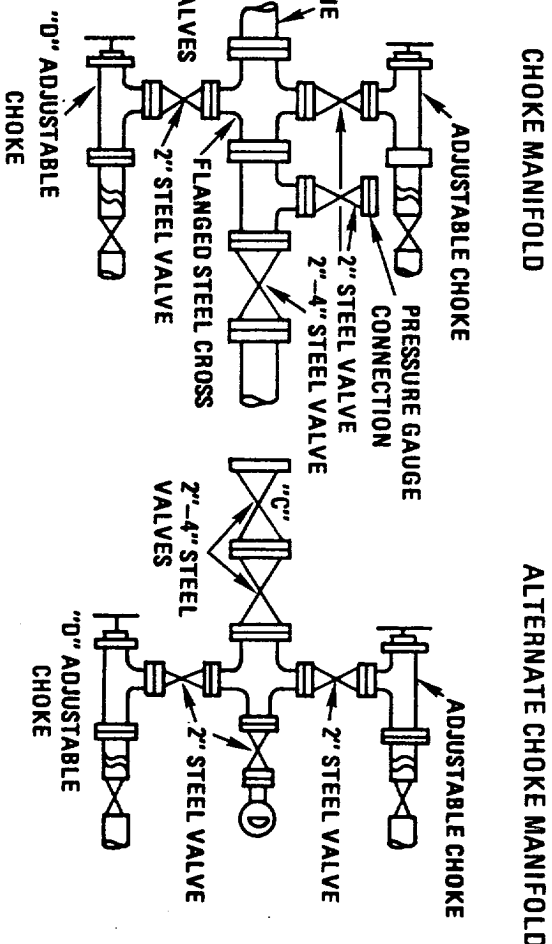 CHOKE MANIFOLD
ADJUSTABLE CHOKE
PRESSURE GAUGE
CONNECTION
2" STEEL VALVE
2"–4" STEEL VALVE
FLANGED STEEL CROSS
2" STEEL VALVE
"D" ADJUSTABLE
CHOKE
ALTERNATE CHOKE MANIFOLD
ADJUSTABLE CHOKE
2" STEEL VALVE
"C"
2"–4" STEEL
VALVES
2" STEEL VALVE
D
"D" ADJUSTABLE
CHOKE